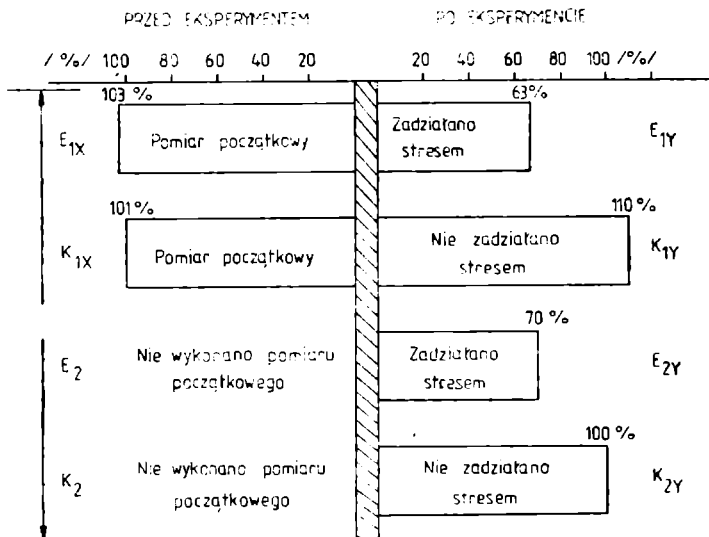 PRZED EKSPERYMENTEM PO EKSPERYMENCIE
/ %/ 100 80 60 40 20 20 40 60 80 100 /%/
103 % 63%
E1X Pomiar początkowy Zadziałano stresem E1Y
101 % 110 %
K1X Pomiar początkowy Nie zadziałano stresem K1Y
70 %
E2 Nie wykonano pomiaru początkowego Zadziałano stresem E2Y
100 %
K2 Nie wykonano pomiaru początkowego Nie zadziałano stresem K2Y